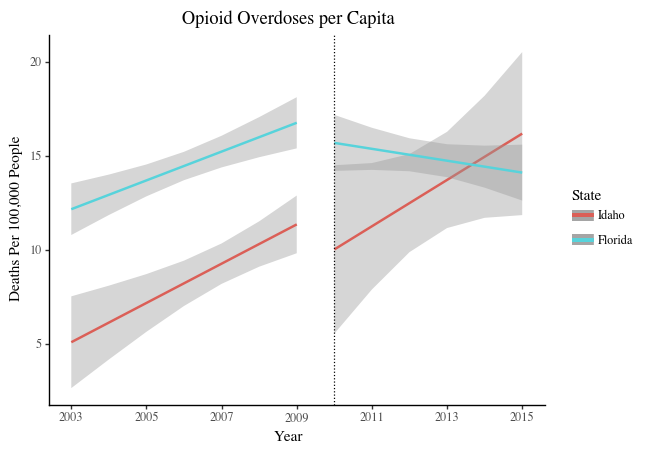 Opioid Overdoses per Capita
Deaths Per 100,000 People
20
15
10
5
2003 2005 2007 2009 2011 2013 2015
Year
State
Idaho
Florida